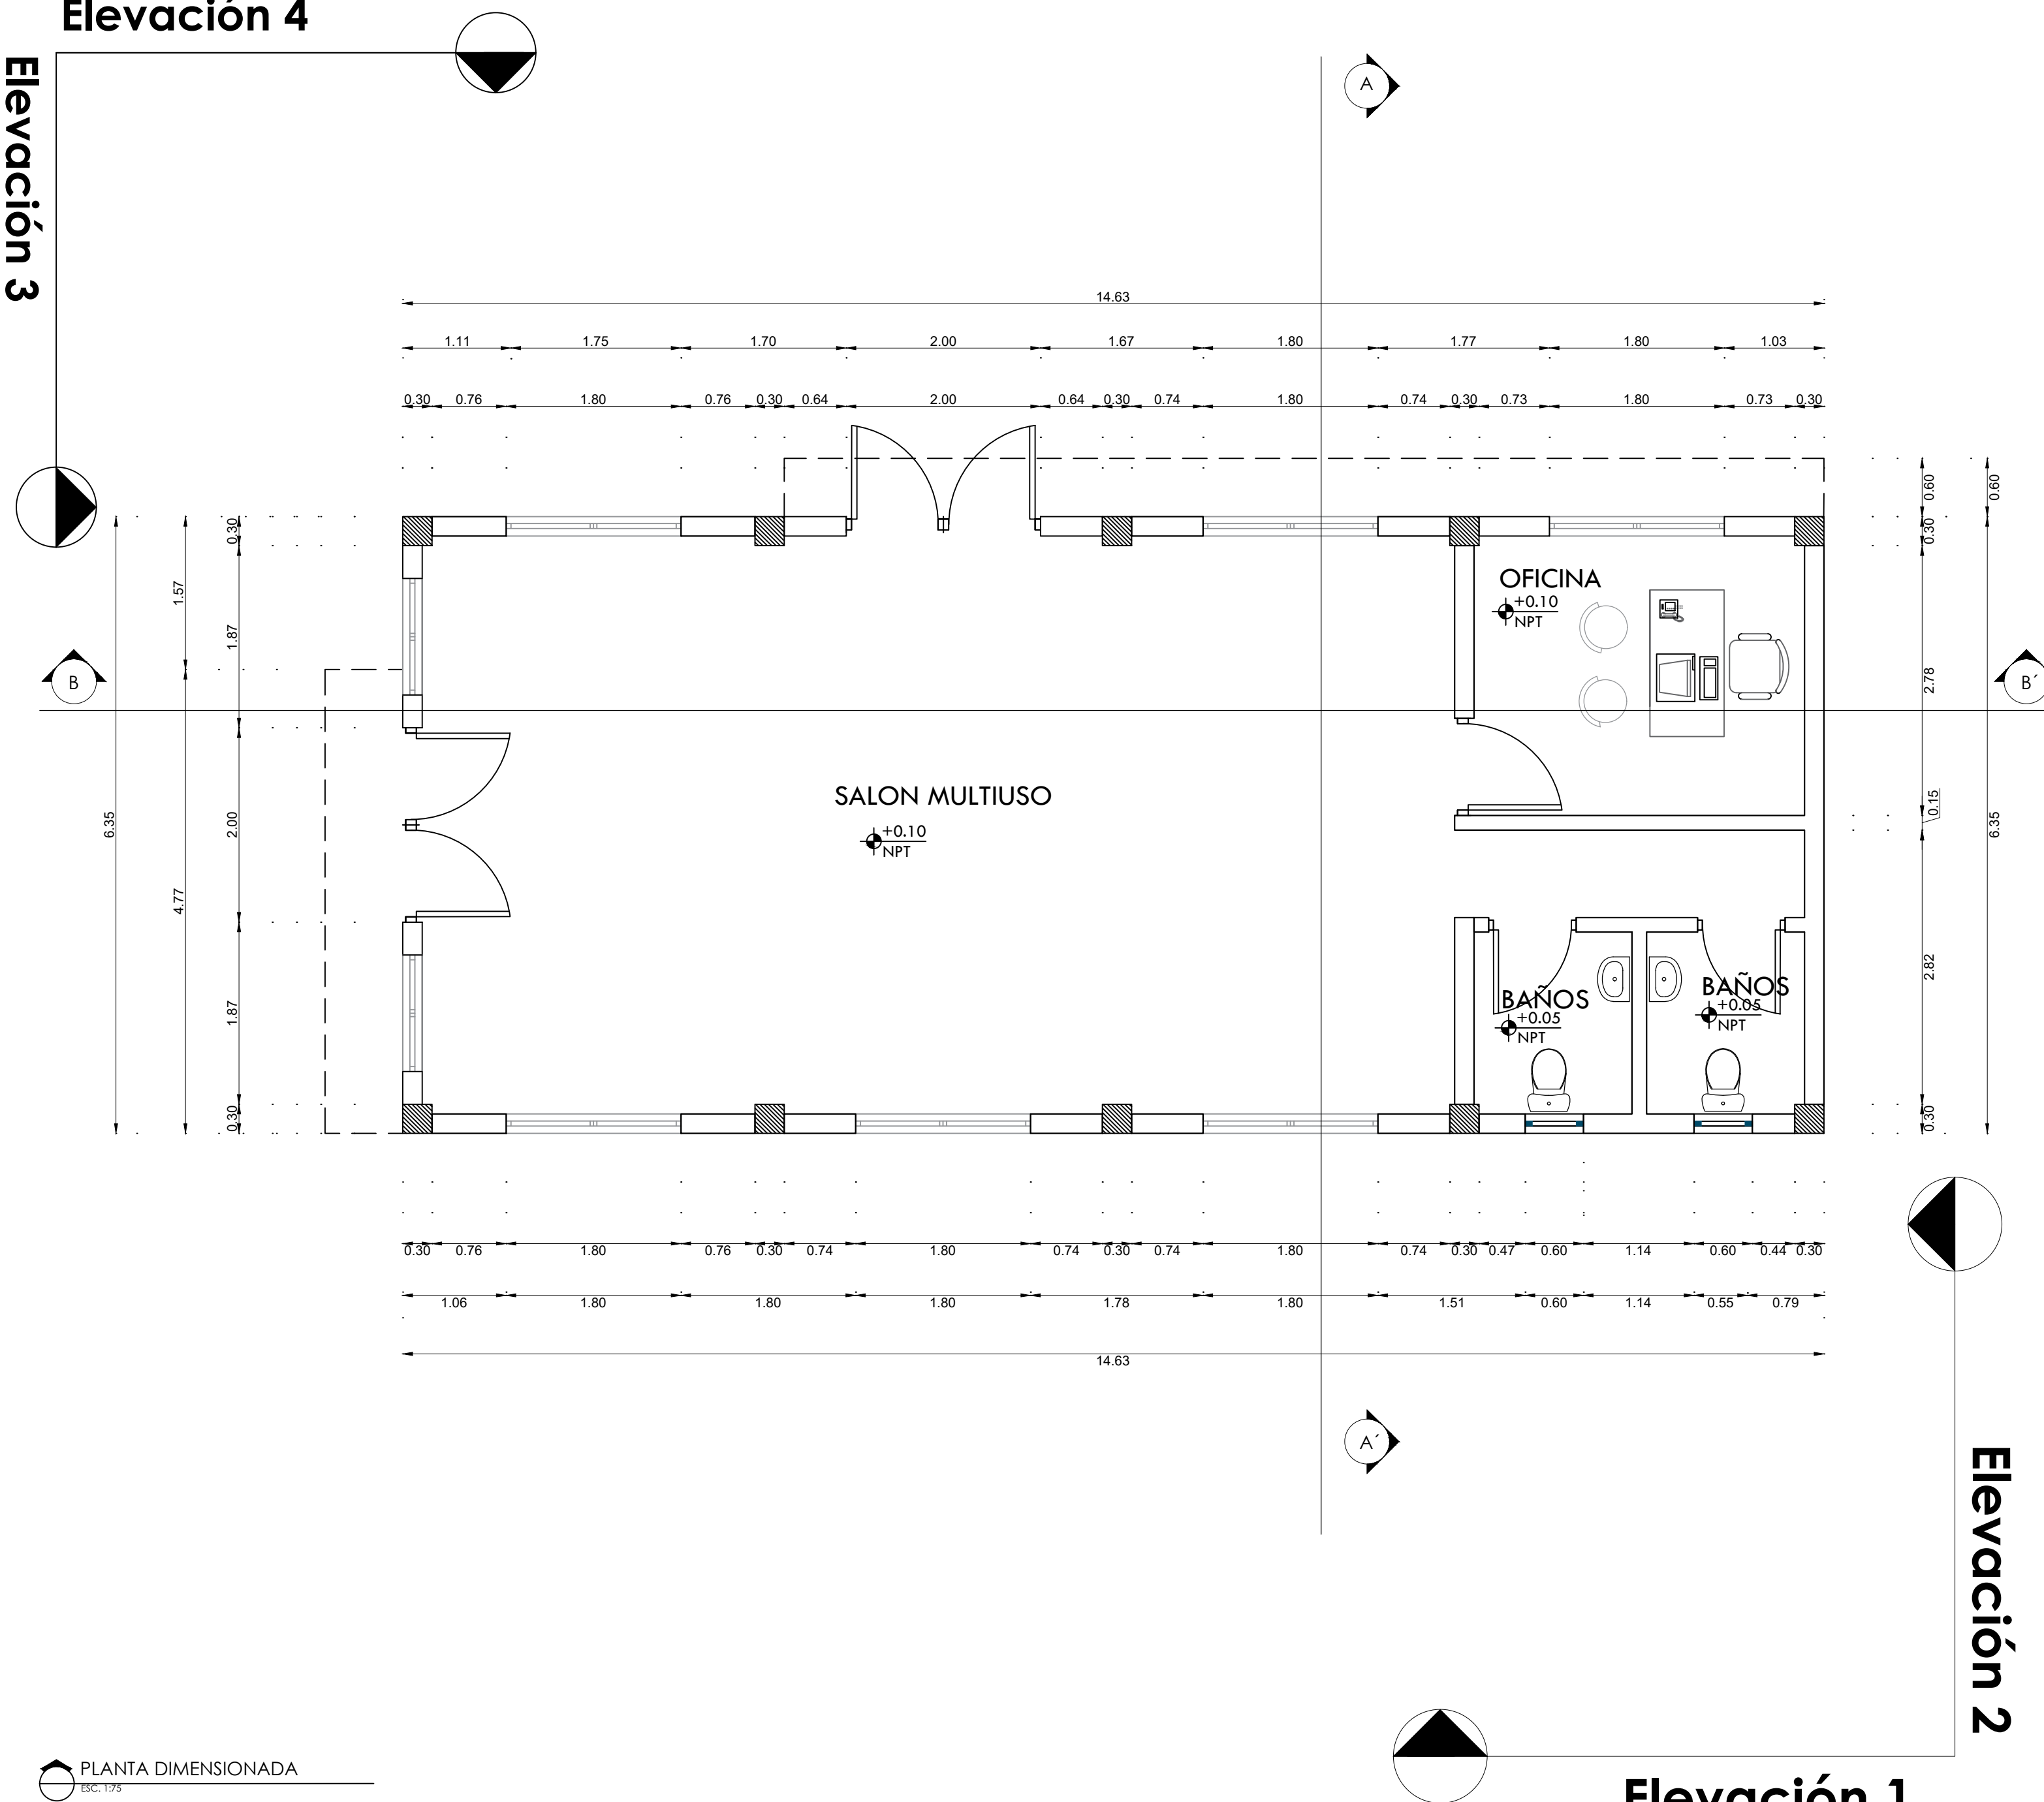 Elevación 4
Elevación 3
A
14.63
1.11 1.75 1.70 2.00 1.67 1.80 1.77 1.80 1.03
0.30 0.76 1.80 0.76 0.30 0.64 2.00 0.64 0.30 0.74 1.80 0.74 0.30 0.73 1.80 0.73 0.30
0.60
0.60
0.30
0.30
1.57
1.87
OFICINA
+0.10
NPT
B
2.78
B´
SALON MULTIUSO
+0.10
NPT
6.35
2.00
0.15
6.35
4.77
1.87
2.82
BAÑOS
+0.05
NPT
BAÑOS
+0.05
NPT
0.30
0.30
0.30 0.76 1.80 0.76 0.30 0.74 1.80 0.74 0.30 0.74 1.80 0.74 0.30 0.47 0.60 1.14 0.60 0.44 0.30
1.06 1.80 1.80 1.80 1.78 1.80 1.51 0.60 1.14 0.55 0.79
14.63
A´
Elevación 2
PLANTA DIMENSIONADA
ESC. 1:75
Elevación 1